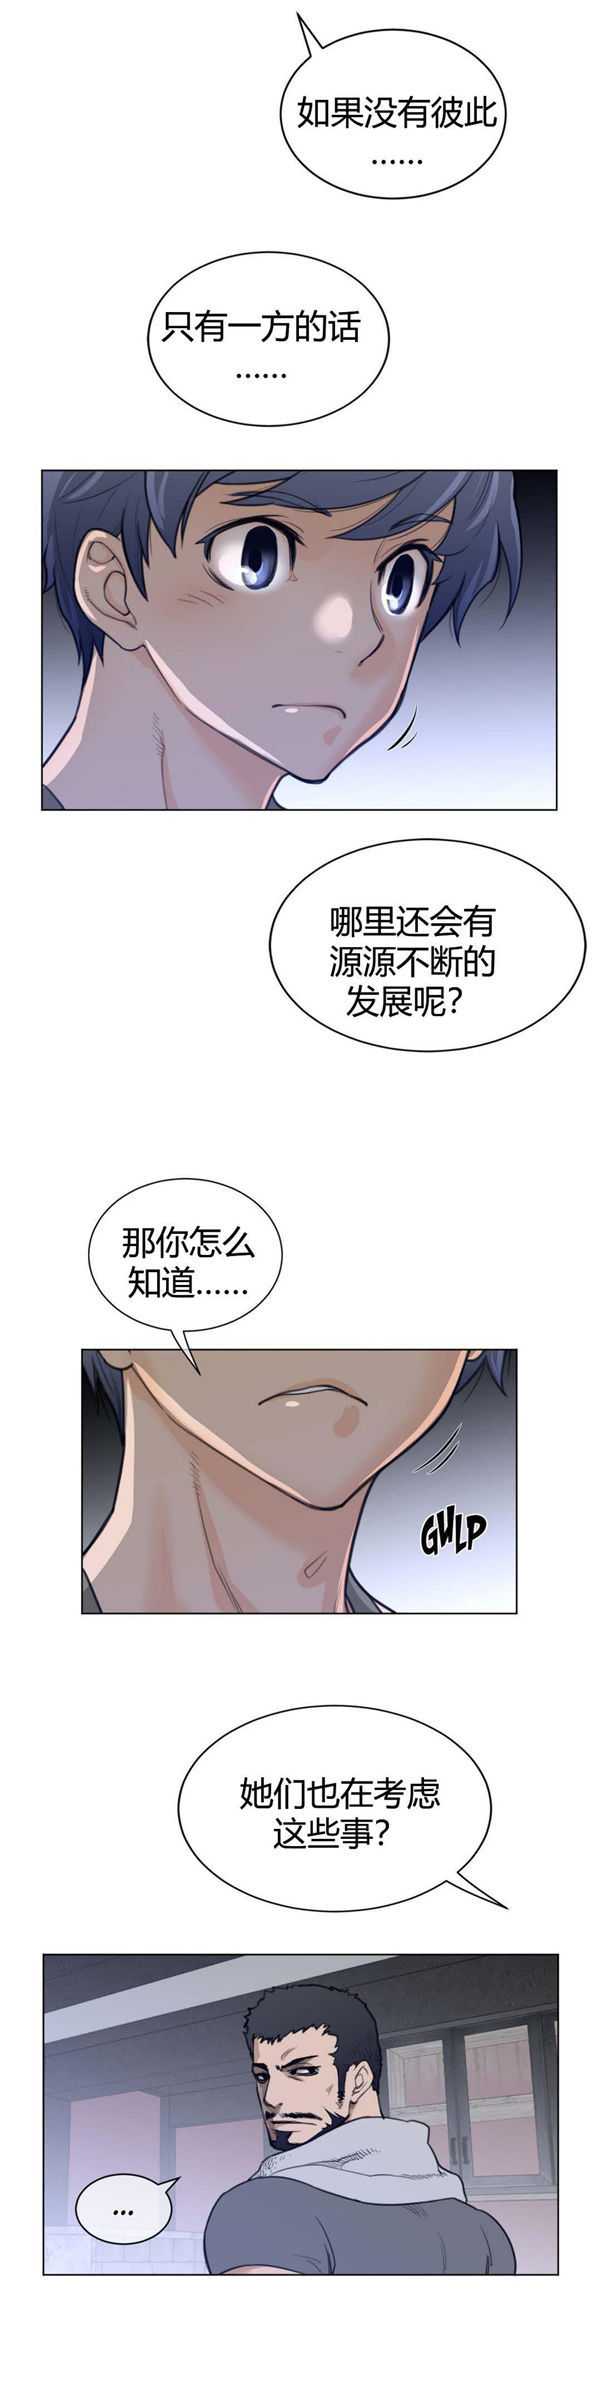 如果没有彼此
……
只有一方的话
……
哪里还会有
源源不断的
发展呢？
那你怎么
知道……
GULP
她们也在考虑
这些事？
…